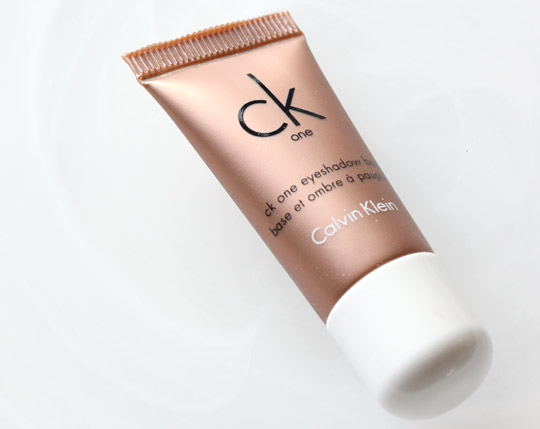 ck
one
ck one eyeshadow
base et ombre à
Calvin Klein